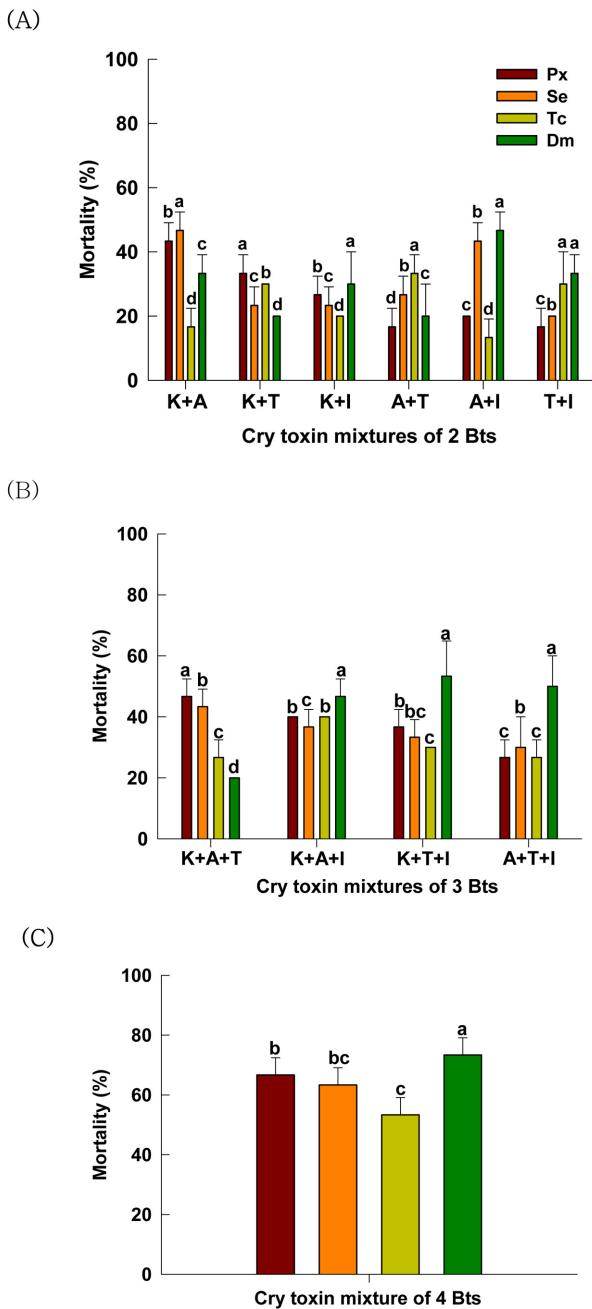 (A)
100
Px
Se
80
Tc
Dm
60
Mortality (%)
a
a
b
b
a
a
a
40
c
a
b
b
b
a
c
c
c
d
d
d
c
b
20
d
d
c
d
0
K+A K+T K+I A+T A+I T+I
Cry toxin mixtures of 2 Bts
(B)
100
80
Mortality (%)
a
a
60
a
a
b
b c b
b
bc
b
40
c
c
c
c
d
20
0
K+A+T K+A+I K+T+I A+T+I
Cry toxin mixtures of 3 Bts
(C)
100
80
a
b
bc
c
60
Mortality (%)
40
20
0
Cry toxin mixture of 4 Bts